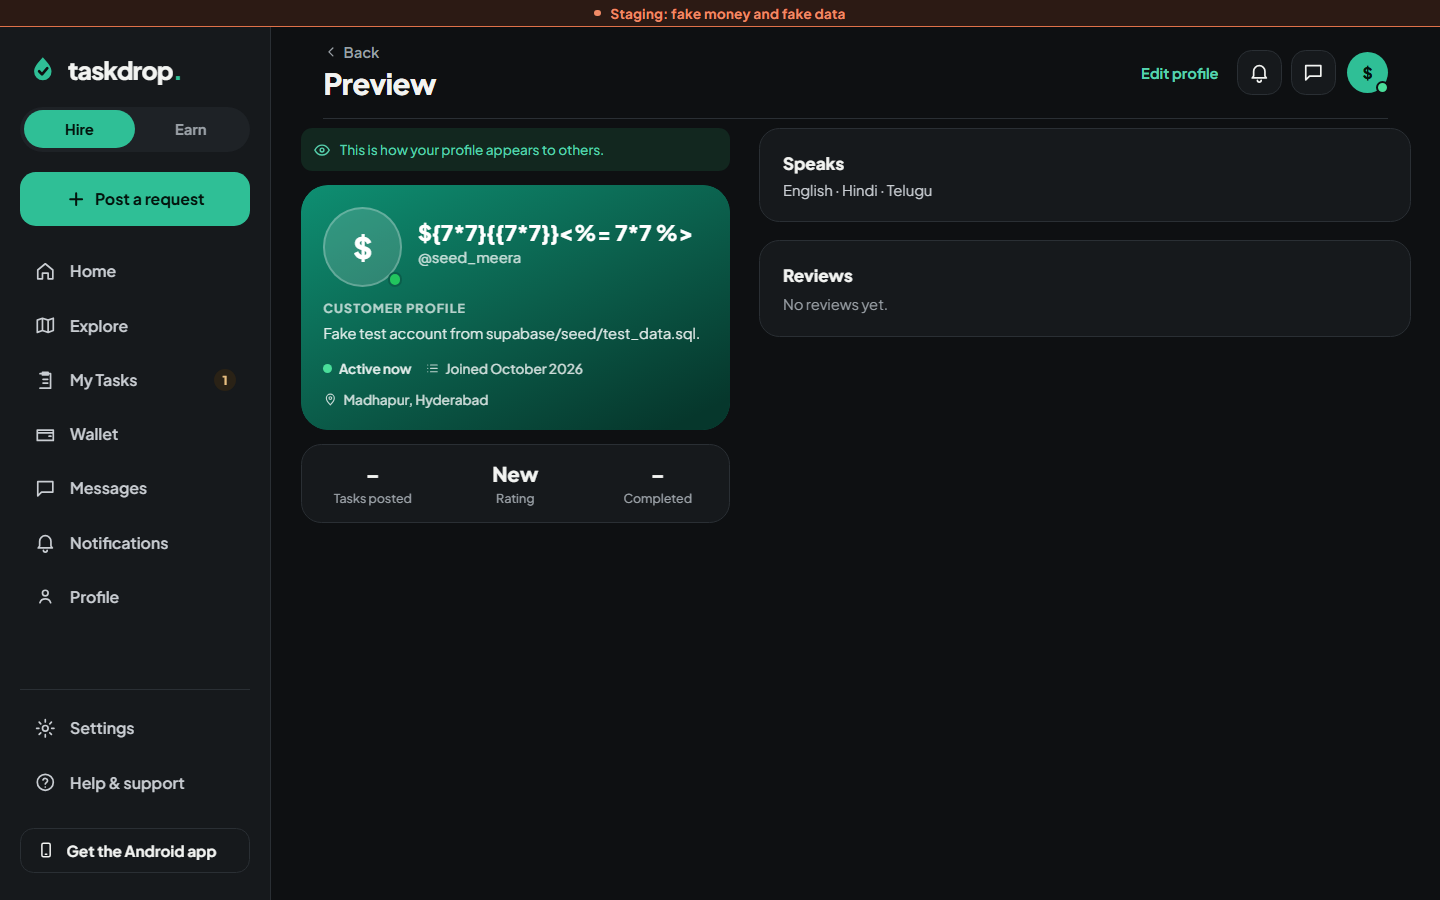 Staging: fake money and fake data
taskdrop.
Hire
Earn
Post a request
Home
Explore
My Tasks
1
Wallet
Messages
Notifications
Profile
Settings
Help & support
Get the Android app
Back
Preview
Edit profile
$
This is how your profile appears to others.
$
${7*7}{{7*7}}<%= 7*7 %>
@seed_meera
CUSTOMER PROFILE
Fake test account from supabase/seed/test_data.sql.
Active now
Joined October 2026
Madhapur, Hyderabad
– New –
Tasks posted Rating Completed
Speaks
English · Hindi · Telugu
Reviews
No reviews yet.